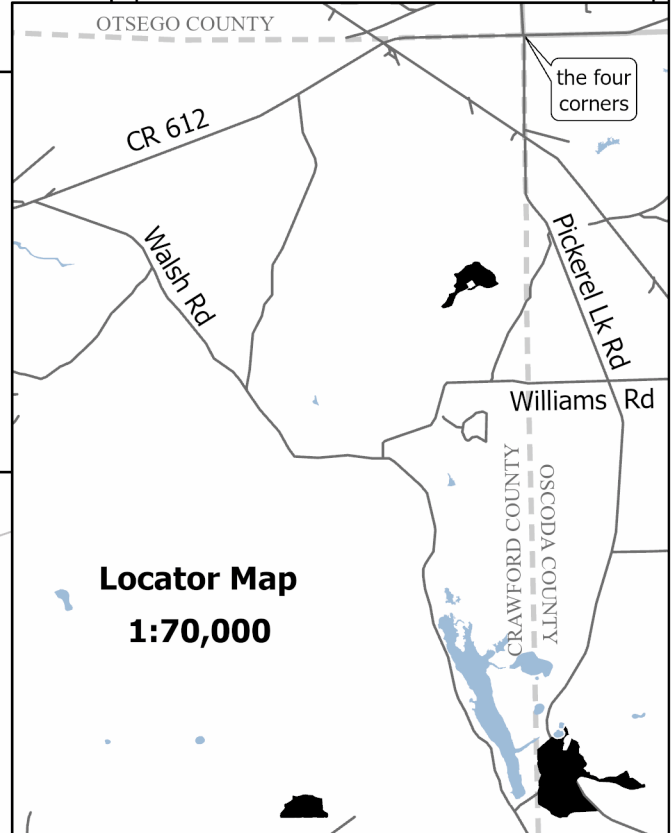 OTSEGO COUNTY
the four
corners
CR 612
Walsh Rd
Pickerel Lk Rd
Williams Rd
CRAWFORD COUNTY
OSCODA COUNTY
Locator Map
1:70,000